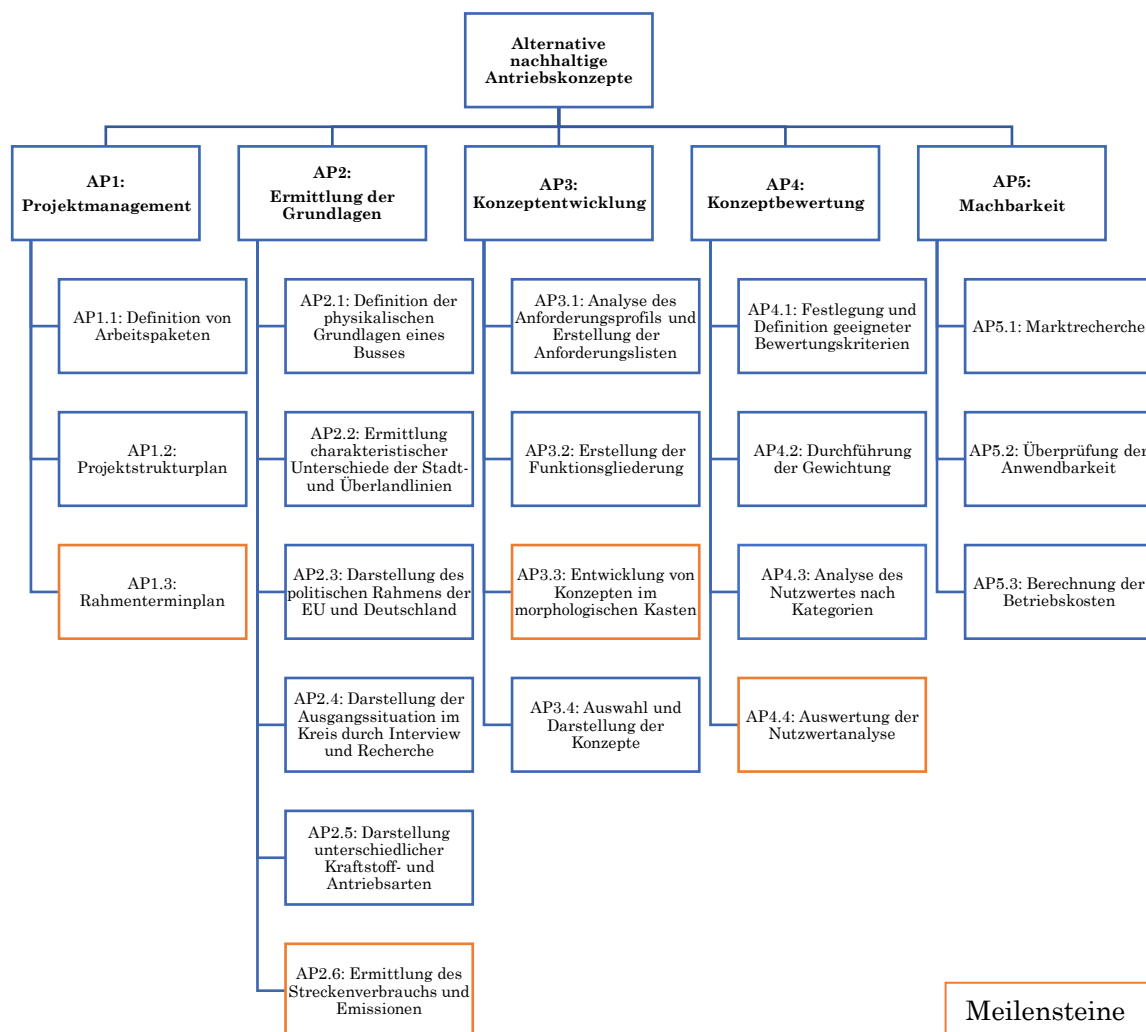 Alternative
nachhaltige
Antriebskonzepte
AP1:
Projektmanagement
AP2:
Ermittlung der
Grundlagen
AP3:
Konzeptentwicklung
AP4:
Konzeptbewertung
AP5:
Machbarkeit
AP1.1: Definition von
Arbeitspaketen
AP1.2:
Projektstrukturplan
AP1.3:
Rahmenterminplan
AP2.1: Definition der
physikalischen
Grundlagen eines
Busses
AP2.2: Ermittlung
charakteristischer
Unterschiede der Stadt-
und Überlandlinien
AP2.3: Darstellung des
politischen Rahmens der
EU und Deutschland
AP2.4: Darstellung der
Ausgangssituation im
Kreis durch Interview
und Recherche
AP2.5: Darstellung
unterschiedlicher
Kraftstoff- und
Antriebsarten
AP2.6: Ermittlung des
Streckenverbrauchs und
Emissionen
AP3.1: Analyse des
Anforderungsprofils und
Erstellung der
Anforderungslisten
AP3.2: Erstellung der
Funktionsgliederung
AP3.3: Entwicklung von
Konzepten im
morphologischen Kasten
AP3.4: Auswahl und
Darstellung der
Konzepte
AP4.1: Festlegung und
Definition geeigneter
Bewertungskriterien
AP4.2: Durchführung
der Gewichtung
AP4.3: Analyse des
Nutzwertes nach
Kategorien
AP4.4: Auswertung der
Nutzwertanalyse
AP5.1: Marktrecherche
AP5.2: Überprüfung der
Anwendbarkeit
AP5.3: Berechnung der
Betriebskosten
Meilensteine